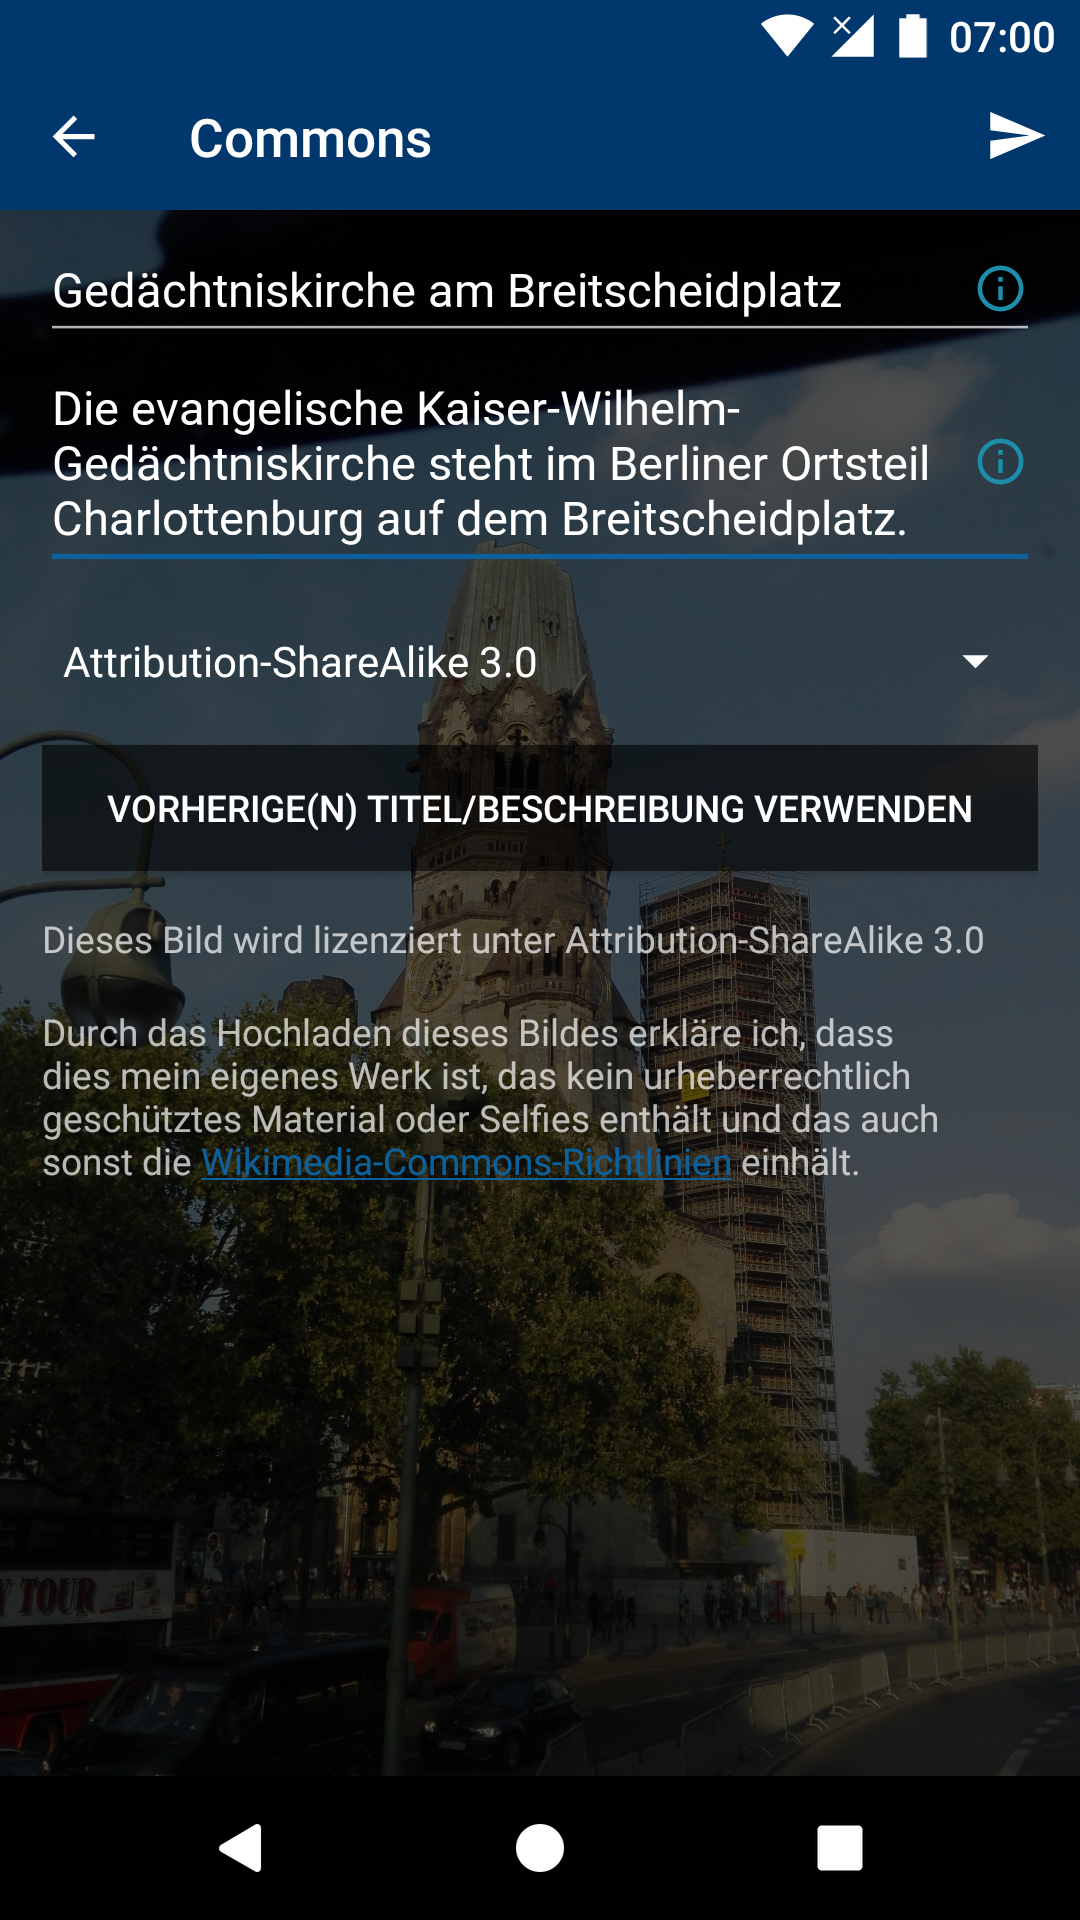 07:00
Commons
Gedächtniskirche am Breitscheidplatz
Die evangelische Kaiser-Wilhelm-
Gedächtniskirche steht im Berliner Ortsteil
Charlottenburg auf dem Breitscheidplatz.
Attribution-ShareAlike 3.0
VORHERIGE(N) TITEL/BESCHREIBUNG VERWENDEN
Dieses Bild wird lizenziert unter Attribution-ShareAlike 3.0
Durch das Hochladen dieses Bildes erkläre ich, dass
dies mein eigenes Werk ist, das kein urheberrechtlich
geschütztes Material oder Selfies enthält und das auch
sonst die Wikimedia-Commons-Richtlinien einhält.
Y TOUR